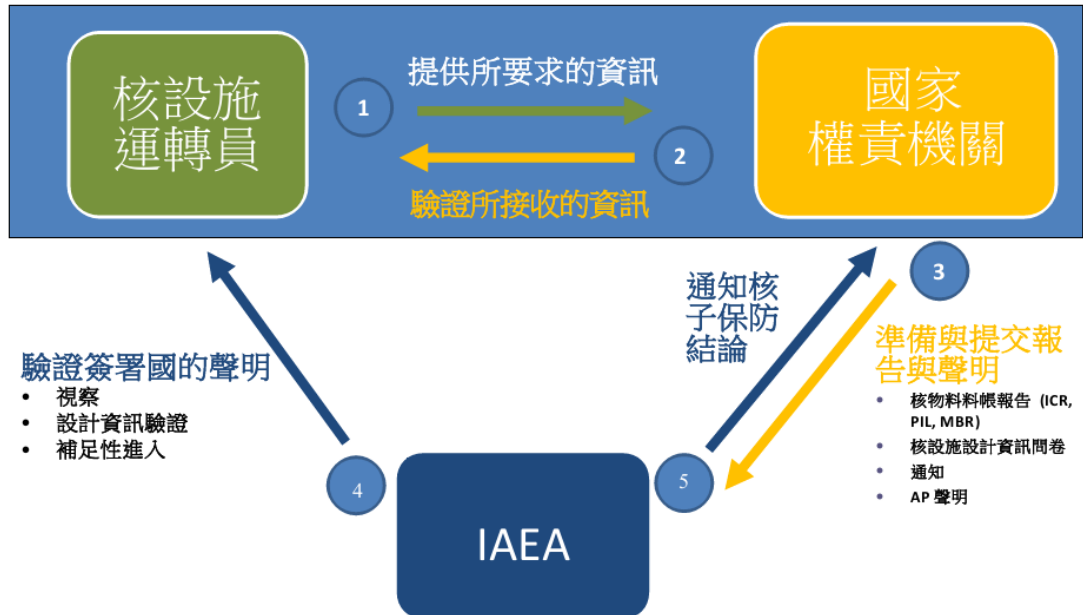 核設施
運轉員
1
提供所要求的資訊
2
驗證所接收的資訊
國家
權責機關
3
通知核
子保防
結論
準備與提交報
告與聲明
• 核物料料帳報告 (ICR,
PIL, MBR)
• 核設施設計資訊問卷
• 通知
• AP 聲明
驗證簽署國的聲明
• 視察
• 設計資訊驗證
• 補足性進入
4
5
IAEA